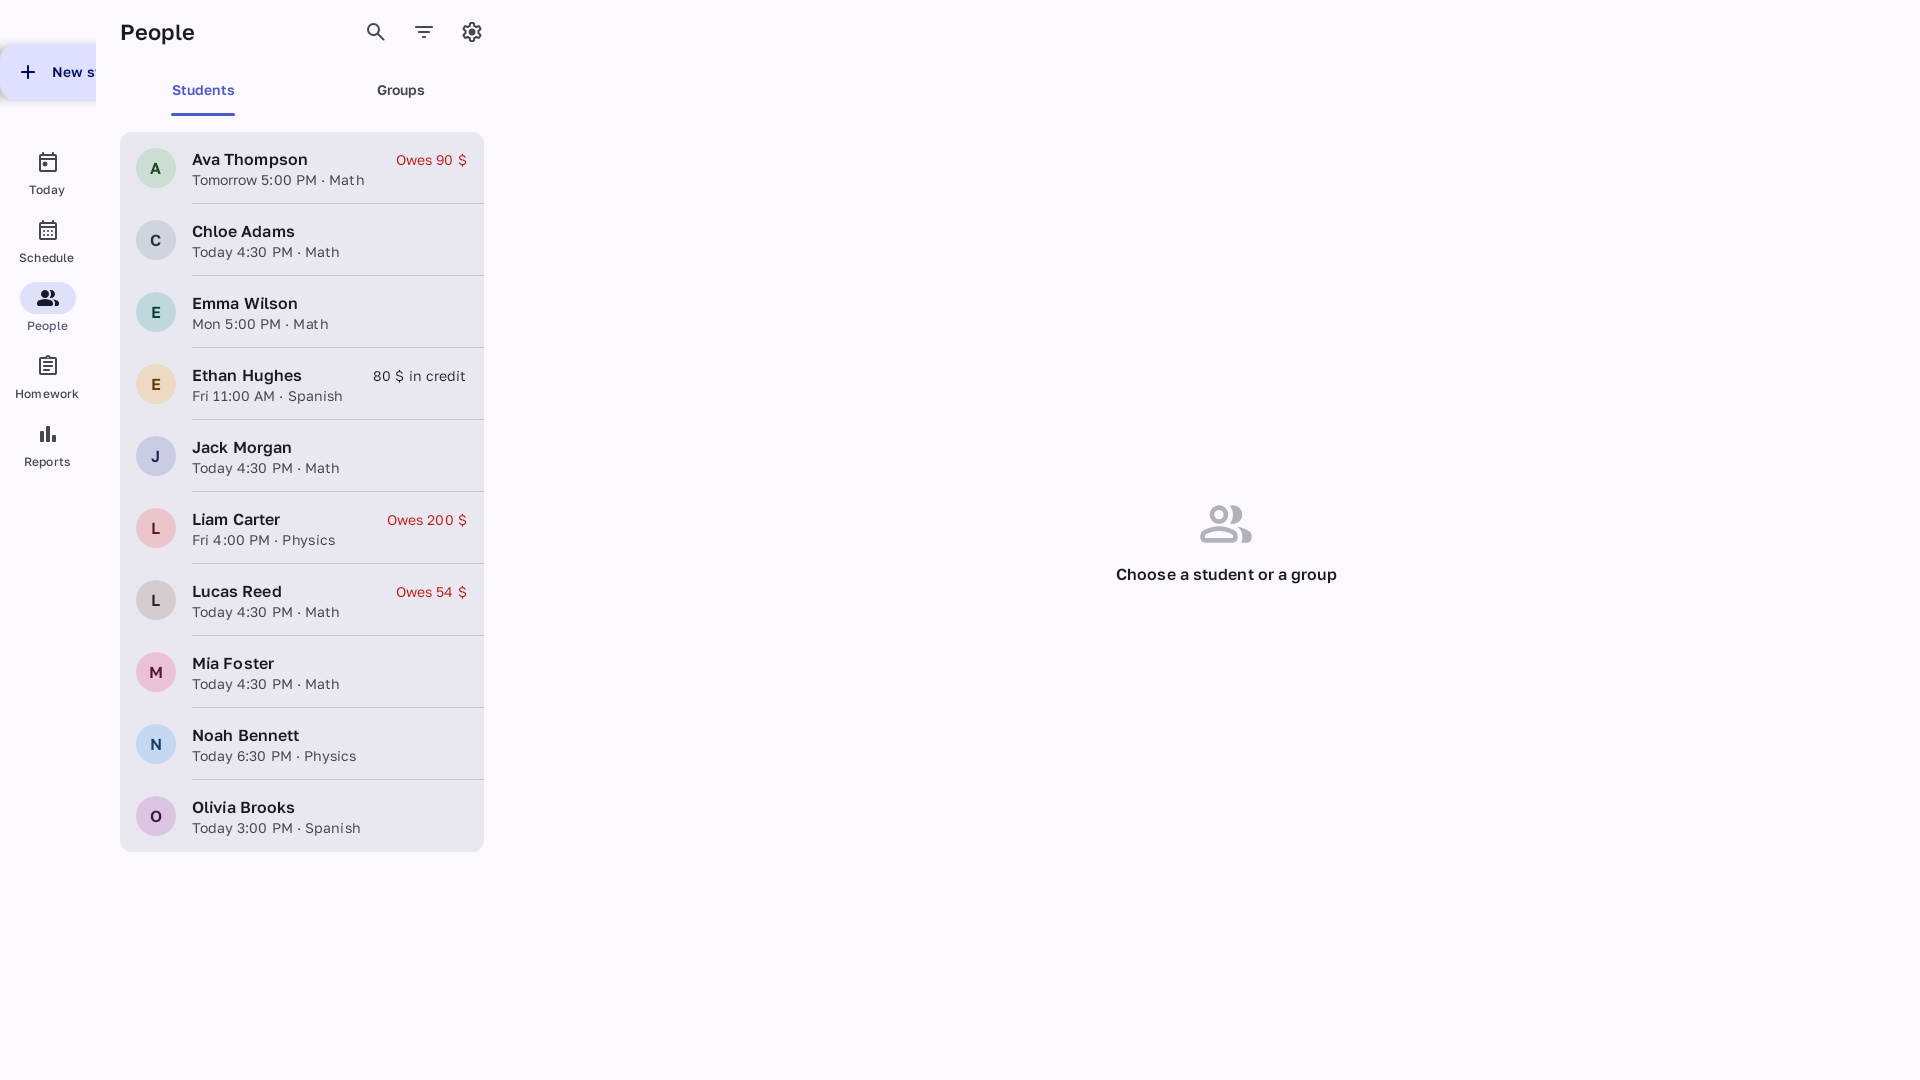 People
New s
Students
Groups
Today
Schedule
People
Homework
Reports
A
Ava Thompson
Owes 90 $
Tomorrow 5:00 PM · Math
C
Chloe Adams
Today 4:30 PM · Math
E
Emma Wilson
Mon 5:00 PM · Math
E
Ethan Hughes
80 $ in credit
Fri 11:00 AM · Spanish
J
Jack Morgan
Today 4:30 PM · Math
L
Liam Carter
Owes 200 $
Fri 4:00 PM · Physics
L
Lucas Reed
Owes 54 $
Today 4:30 PM · Math
M
Mia Foster
Today 4:30 PM · Math
N
Noah Bennett
Today 6:30 PM · Physics
O
Olivia Brooks
Today 3:00 PM · Spanish
Choose a student or a group